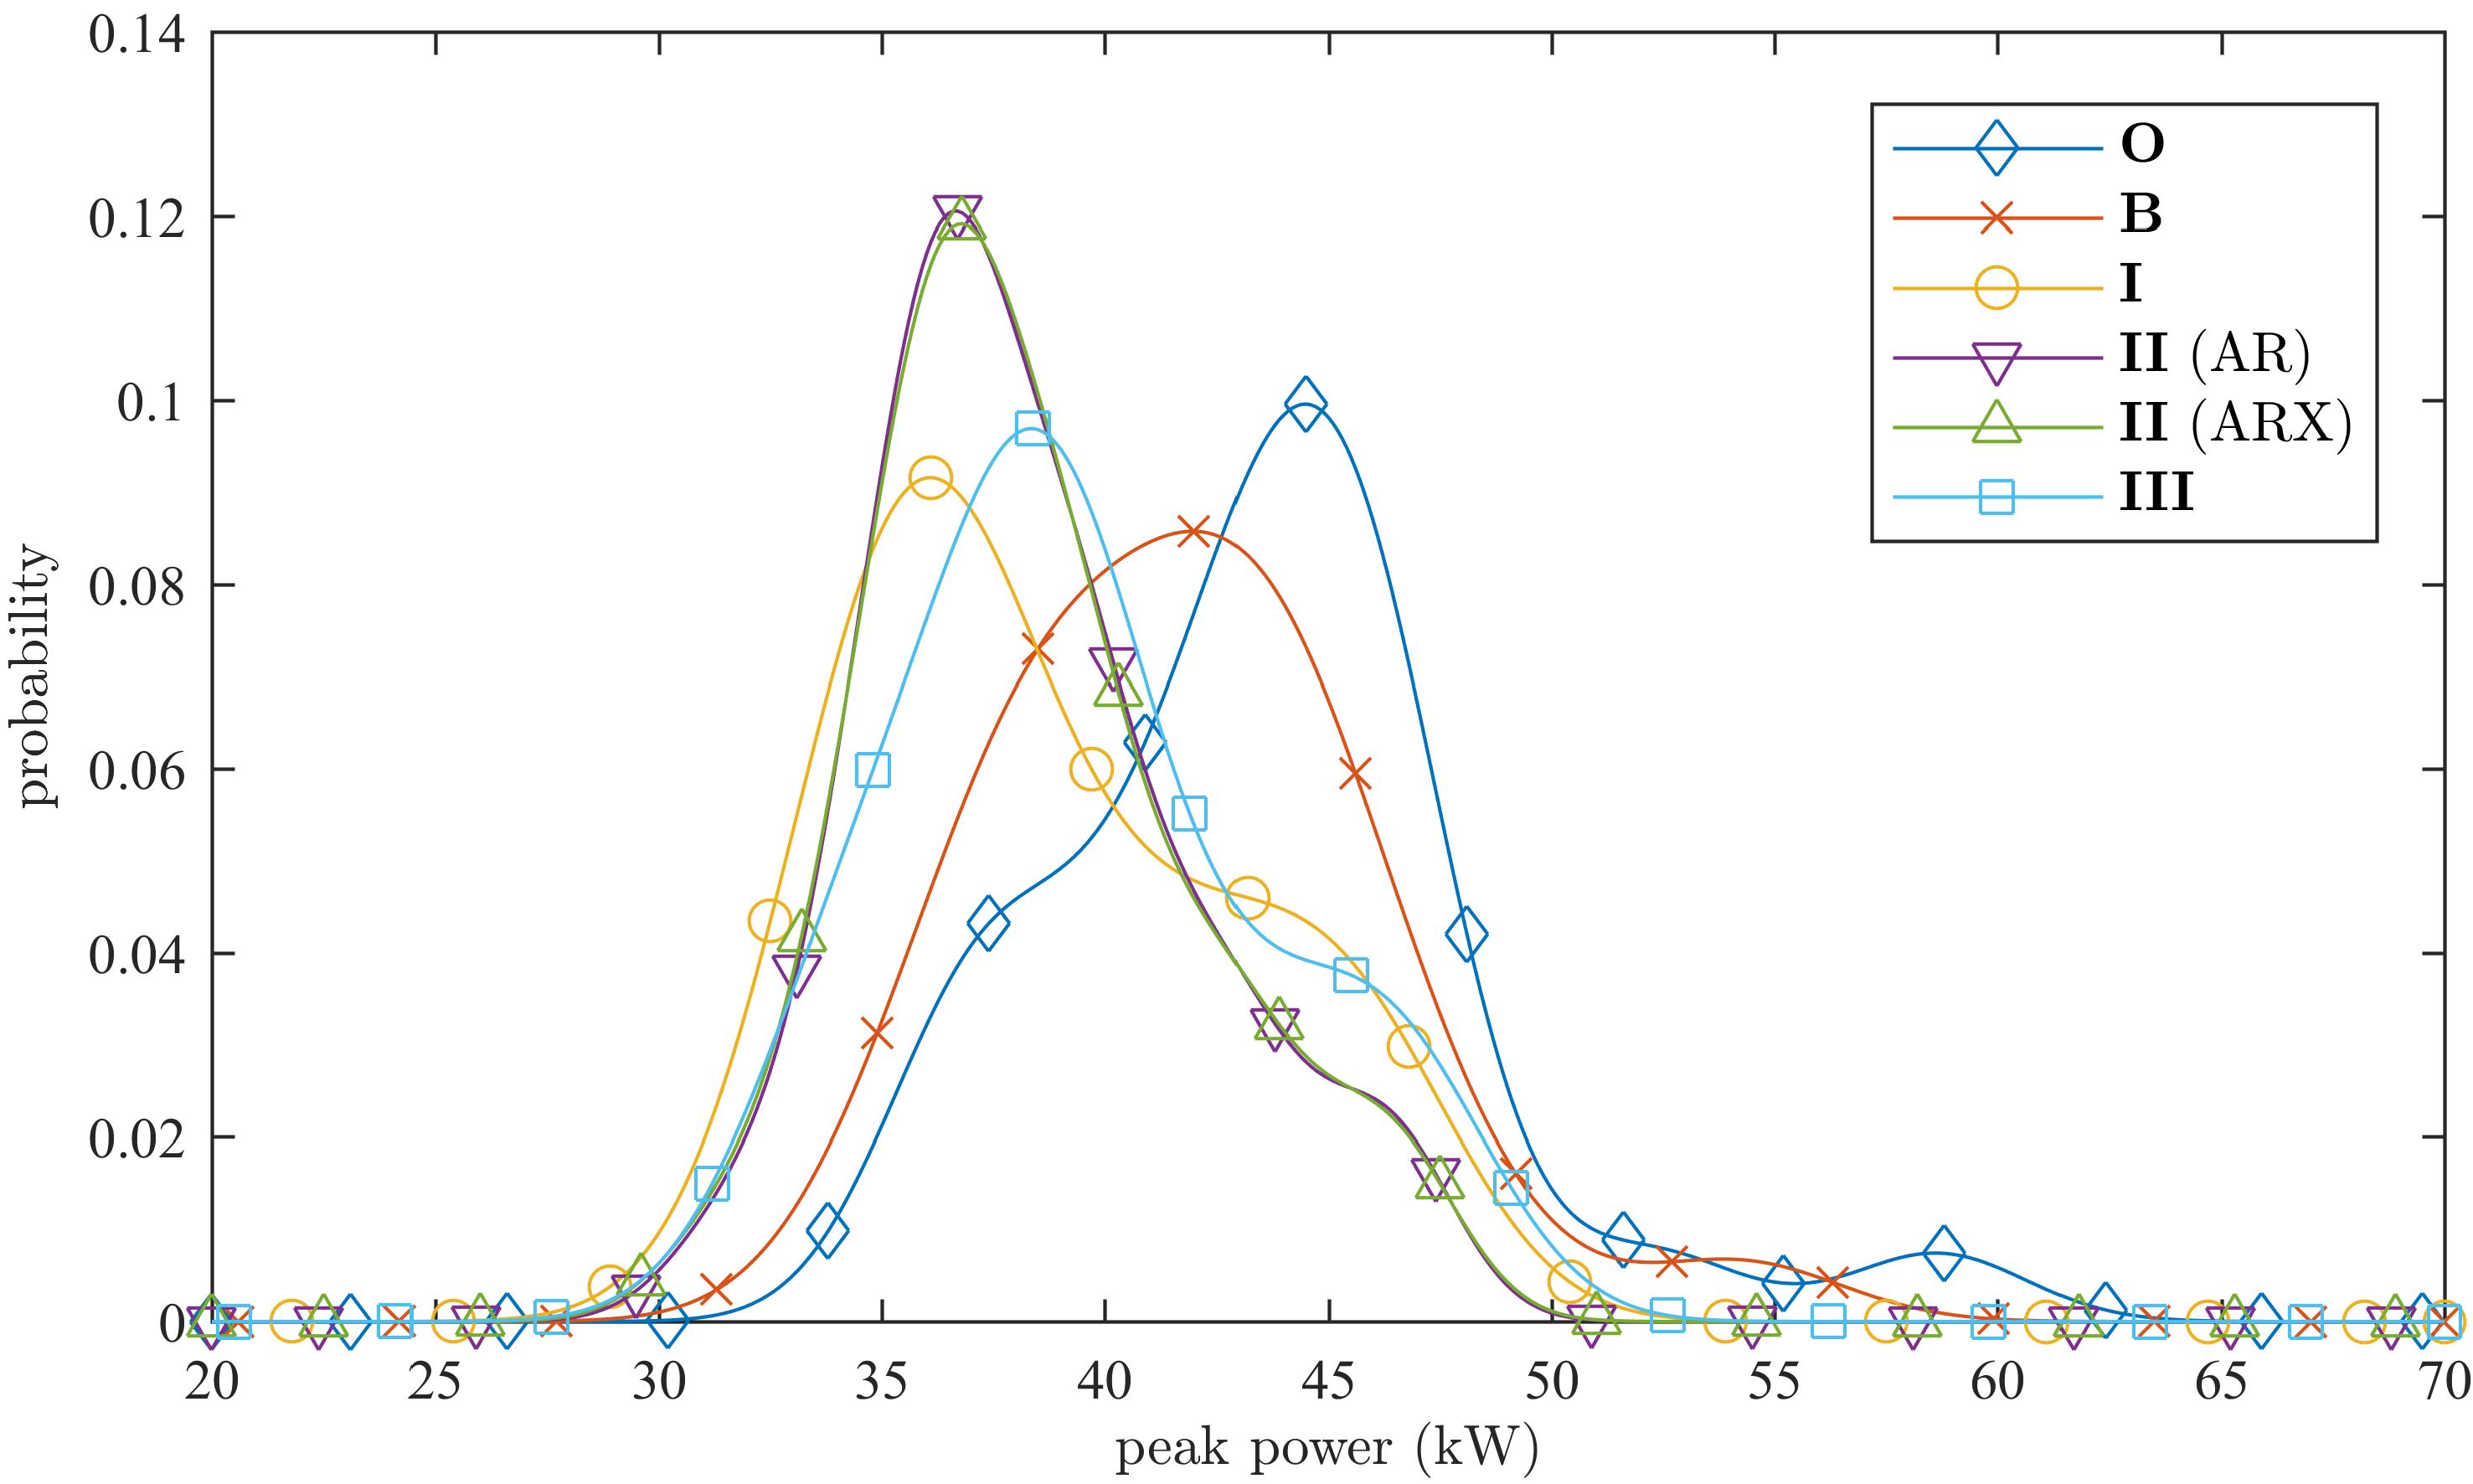 0.14
0.12
0.1
0.08
0.06
0.04
0.02
0
20 25 30 35 40 45 50 55 60 65 70
probability
peak power (kW)
O
B
I
II (AR)
II (ARX)
III